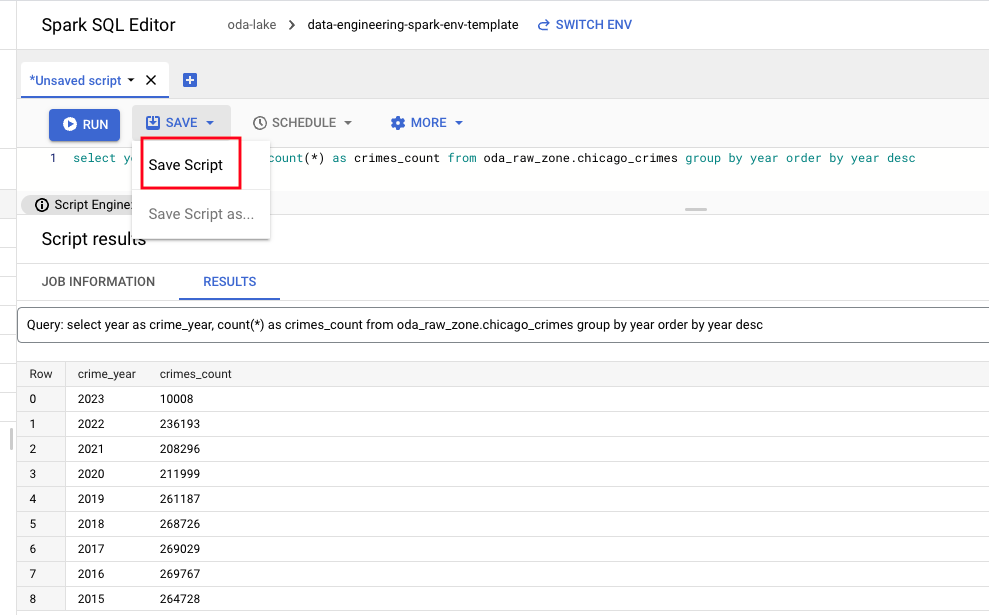 Spark SQL Editor oda-lake > data-engineering-spark-env-template SWITCH ENV
*Unsaved script
RUN SAVE SCHEDULE MORE
1 select ye count(*) as crimes_count from oda_raw_zone.chicago_crimes group by year order by year desc
Save Script
Script Engine:
Save Script as...
Script results
JOB INFORMATION RESULTS
Query: select year as crime_year, count(*) as crimes_count from oda_raw_zone.chicago_crimes group by year order by year desc
Row crime_year crimes_count
0 2023 10008
1 2022 236193
2 2021 208296
3 2020 211999
4 2019 261187
5 2018 268726
6 2017 269029
7 2016 269767
8 2015 264728